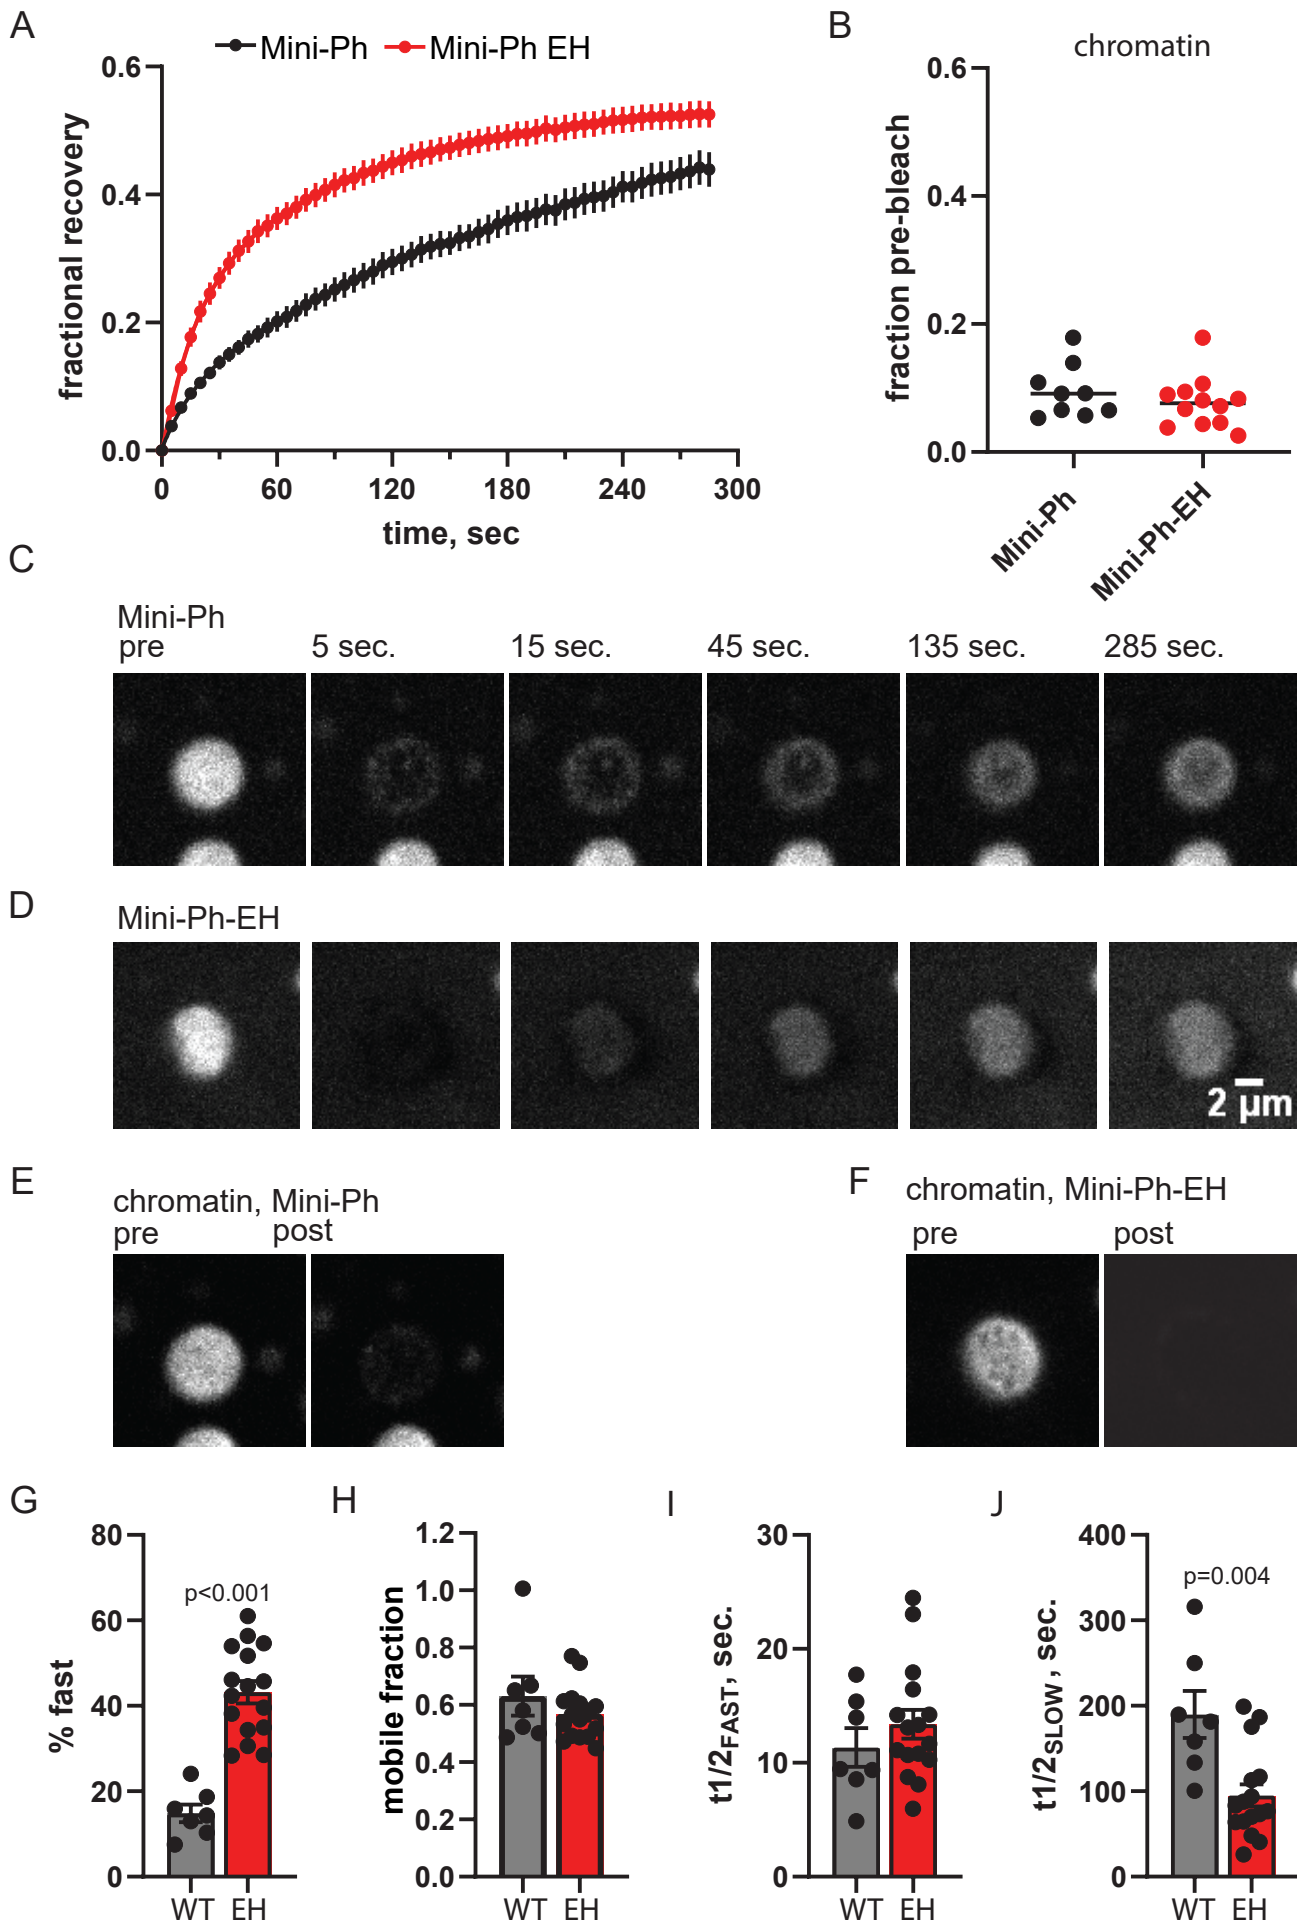 A
Mini-Ph
Mini-Ph EH
fractional recovery
0.6
0.4
0.2
0.0
0
60
120
180
240
300
time, sec
B
chromatin
fraction pre-bleach
0.6
0.4
0.2
0.0
Mini-Ph
Mini-Ph-EH
C
Mini-Ph
pre
5 sec.
15 sec.
45 sec.
135 sec.
285 sec.
D
Mini-Ph-EH
2 µm
E
chromatin, Mini-Ph
pre
post
F
chromatin, Mini-Ph-EH
pre
post
G
% fast
80
60
40
20
0
p<0.001
WT
EH
H
mobile fraction
1.2
1.0
0.8
0.6
0.4
0.2
0.0
WT
EH
I
t1/2FAST, sec.
30
20
10
0
WT
EH
J
t1/2SLOW, sec.
400
300
200
100
0
p=0.004
WT
EH